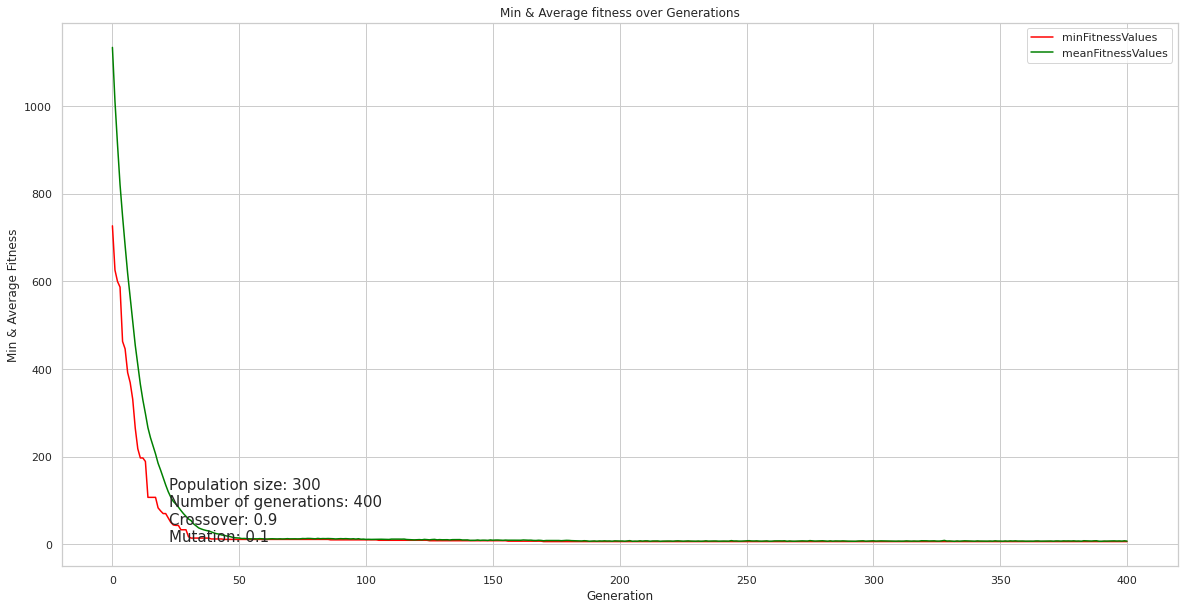 Min & Average fitness over Generations
minFitnessValues
meanFitnessValues
Min & Average Fitness
1000
800
600
400
200
0
Population size: 300
Number of generations: 400
Crossover: 0.9
Mutation: 0.1
0 50 100 150 200 250 300 350 400
Generation